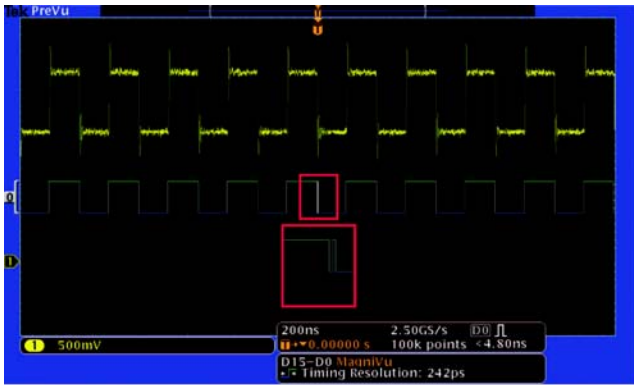 Tek PreVu
0
1
1 500mV
200ns 2.50GS/s D0
0.00000 s 100k points <4.80ns
D15-D0 MagniVu
Timing Resolution: 242ps